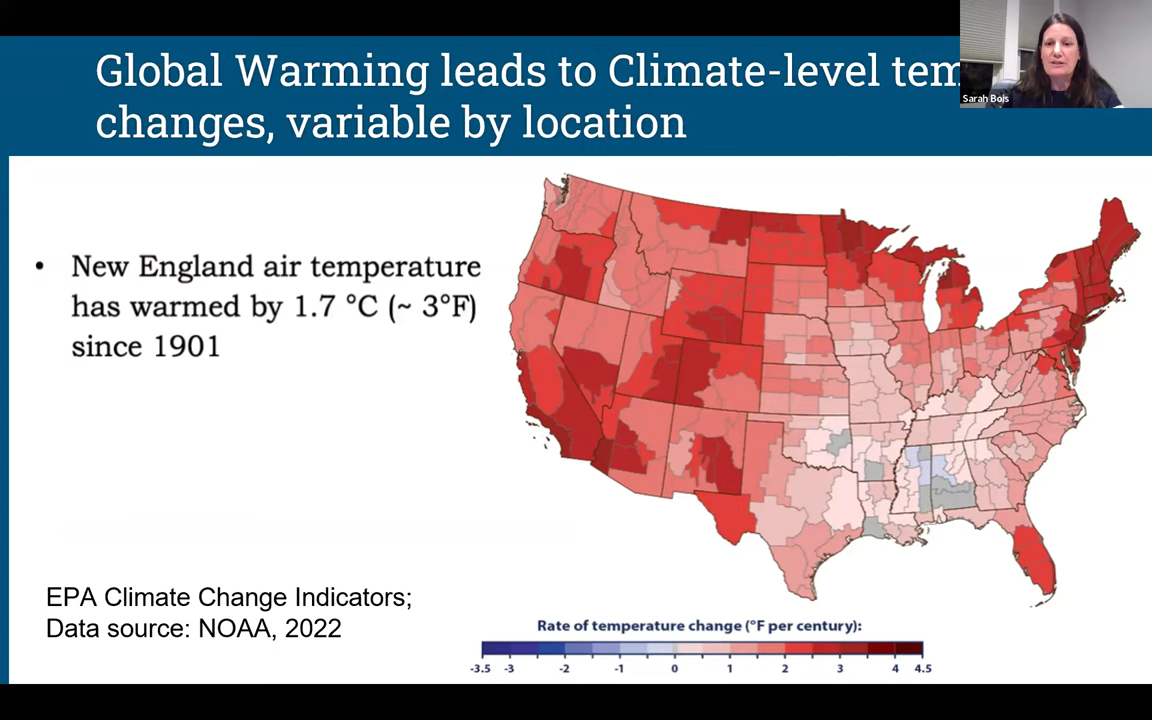 Global Warming leads to Climate-level tem
changes, variable by location
Sarah Bois
• New England air temperature
has warmed by 1.7 °C (~ 3°F)
since 1901
EPA Climate Change Indicators;
Data source: NOAA, 2022
Rate of temperature change (°F per century):
-3.5 -3 -2 -1 0 1 2 3 4 4.5